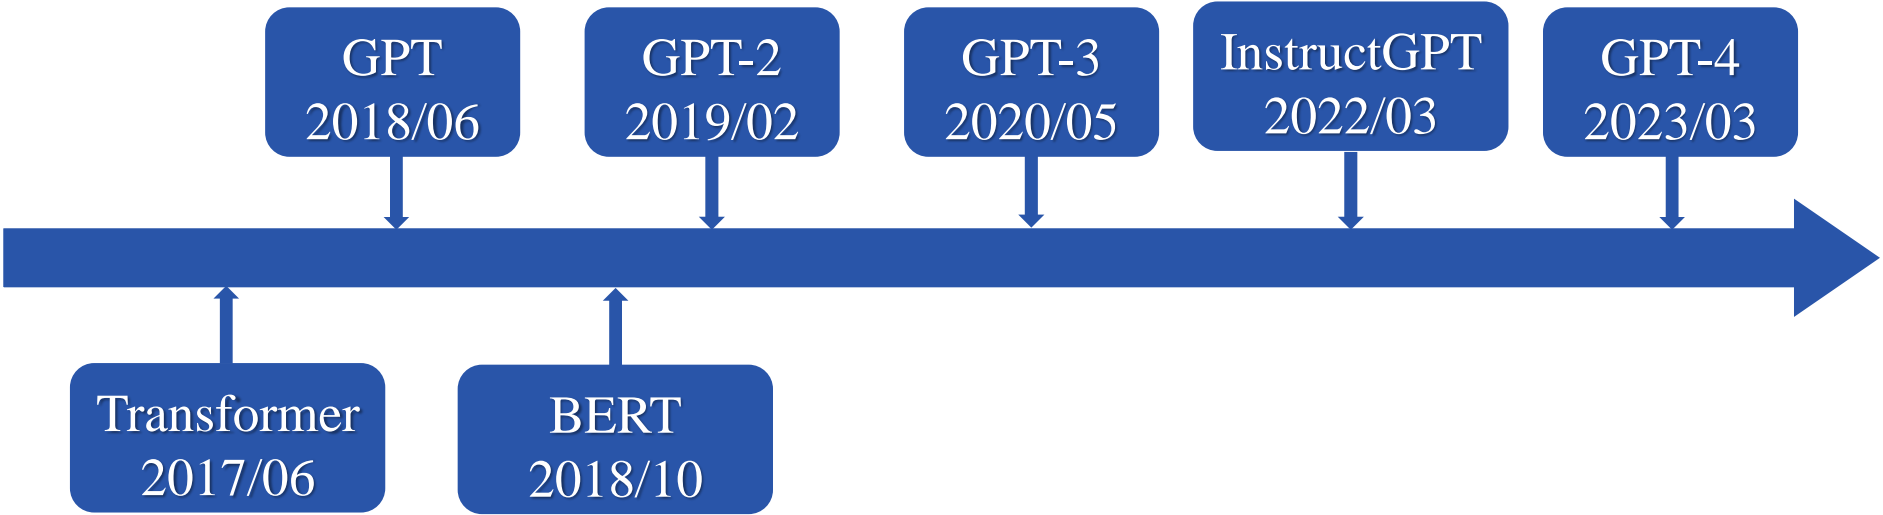 GPT
2018/06
GPT-2
2019/02
GPT-3
2020/05
InstructGPT
2022/03
GPT-4
2023/03
Transformer
2017/06
BERT
2018/10